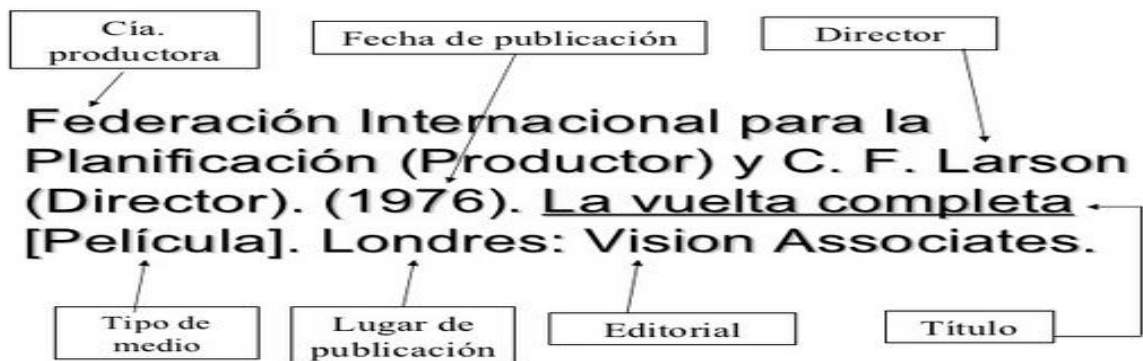 Cía.
productora
Fecha de publicación
Director
Federación Internacional para la
Planificación (Productor) y C. F. Larson
(Director). (1976). La vuelta completa
[Película]. Londres: Vision Associates.
Tipo de
medio
Lugar de
publicación
Editorial
Título